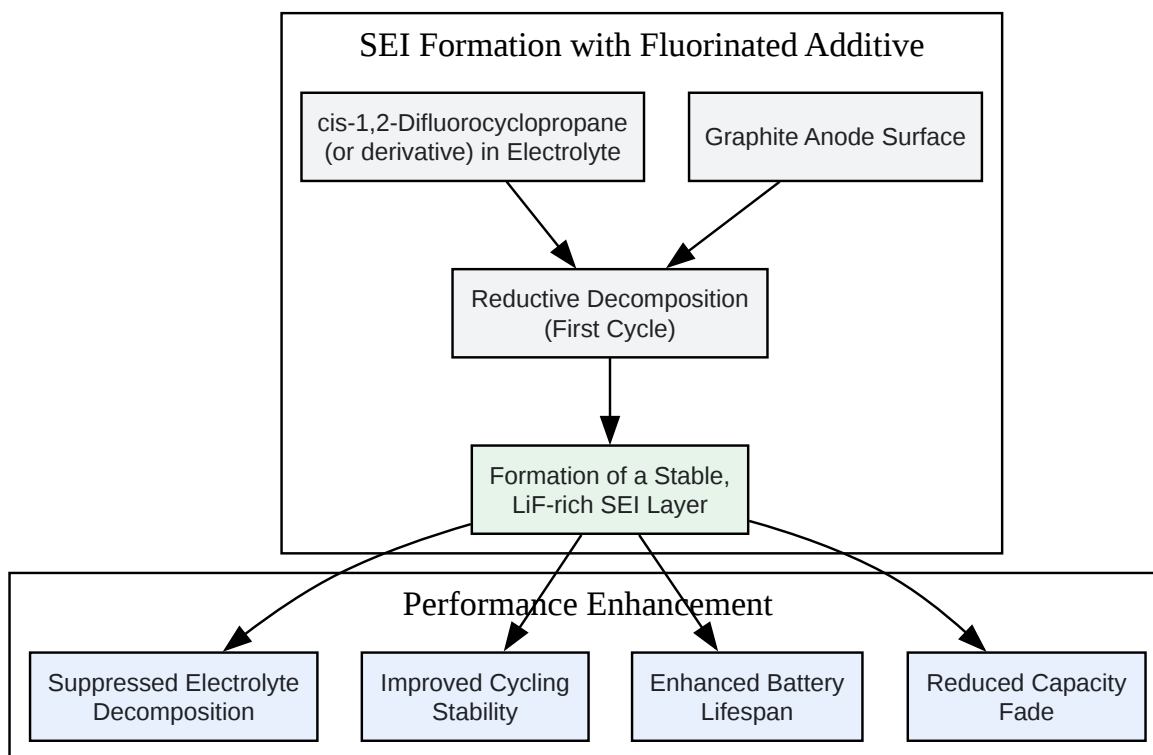 SEI Formation with Fluorinated Additive
cis-1,2-Difluorocyclopropane
(or derivative) in Electrolyte
Graphite Anode Surface
Reductive Decomposition
(First Cycle)
Formation of a Stable,
LiF-rich SEI Layer
Performance Enhancement
Suppressed Electrolyte
Decomposition
Improved Cycling
Stability
Enhanced Battery
Lifespan
Reduced Capacity
Fade